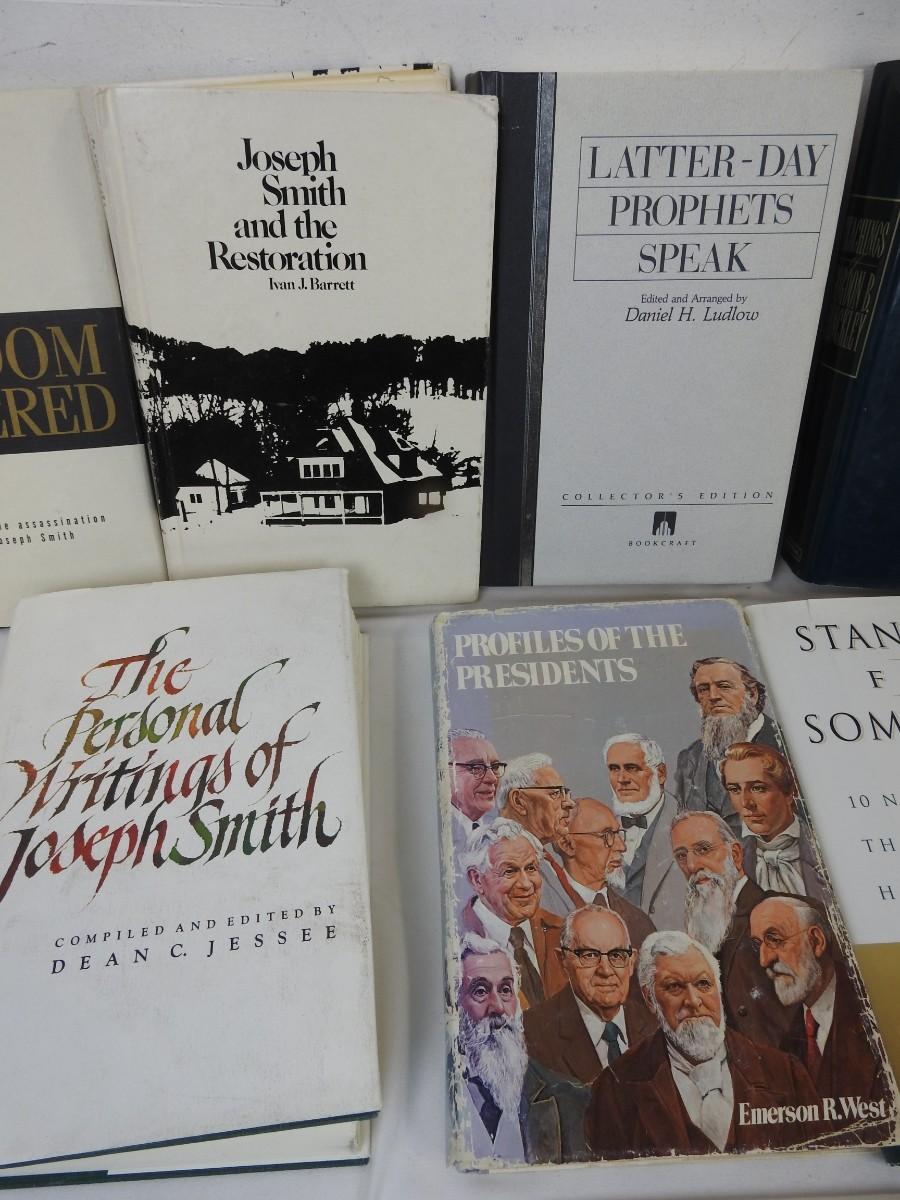 DOM
ERED
e assassination
oseph Smith
Joseph
Smith
and the
Restoration
Ivan J. Barrett
LATTER-DAY
PROPHETS
SPEAK
Edited and Arranged by
Daniel H. Ludlow
COLLECTOR'S EDITION
BOOKCRAFT
The
Personal
Writings of
Joseph Smith
COMPILED AND EDITED BY
DEAN C. JESSEE
PROFILES OF THE
PRESIDENTS
Emerson R. West
STAN
F
SOM
10 N
TH
H